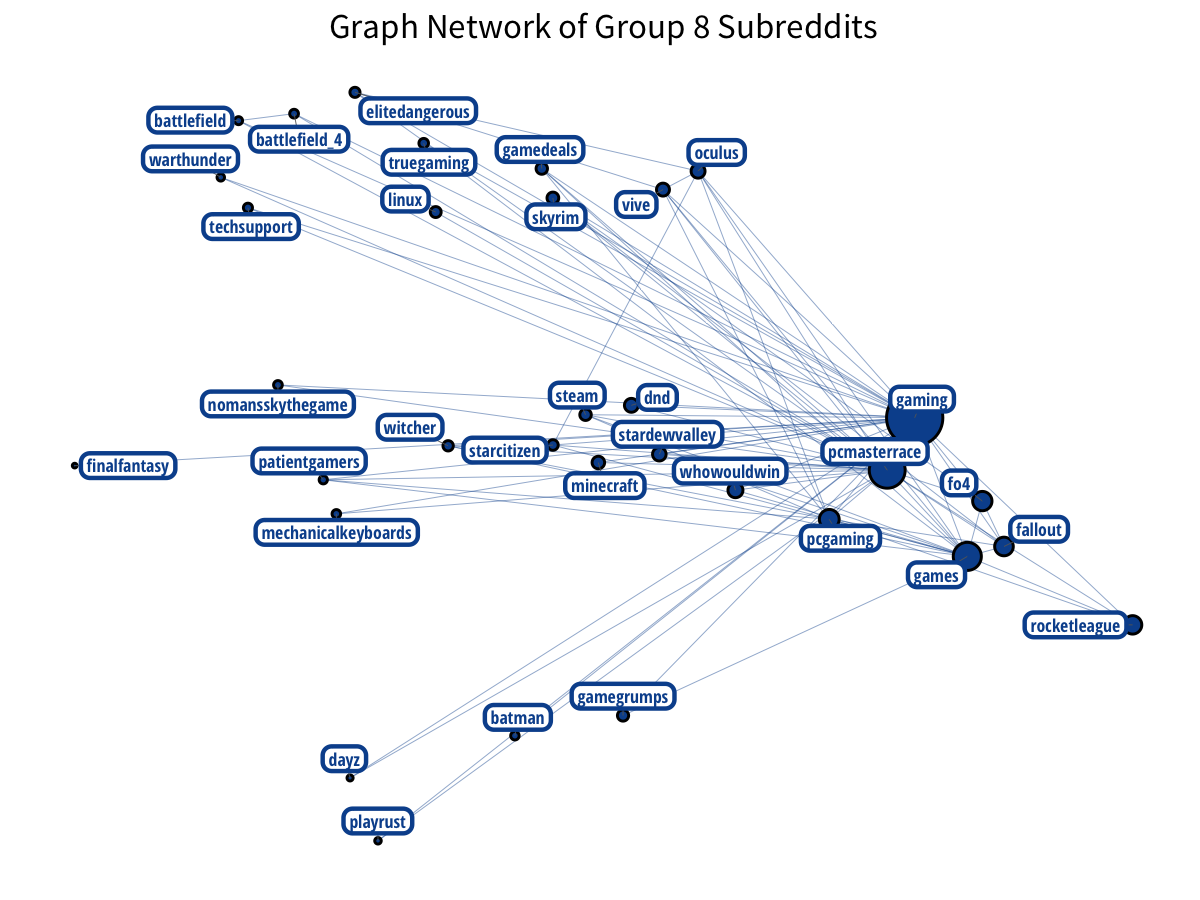 Graph Network of Group 8 Subreddits
elitedangerous
battlefield
battlefield_4
warthunder
truegaming
gamedeals
oculus
linux
vive
skyrim
techsupport
nomansskythegame
steam
dnd
gaming
witcher
stardewvalley
starcitizen
pcmasterrace
finalfantasy
patientgamers
whowouldwin
minecraft
fo4
mechanicalkeyboards
pcgaming
fallout
games
rocketleague
gamegrumps
batman
dayz
playrust